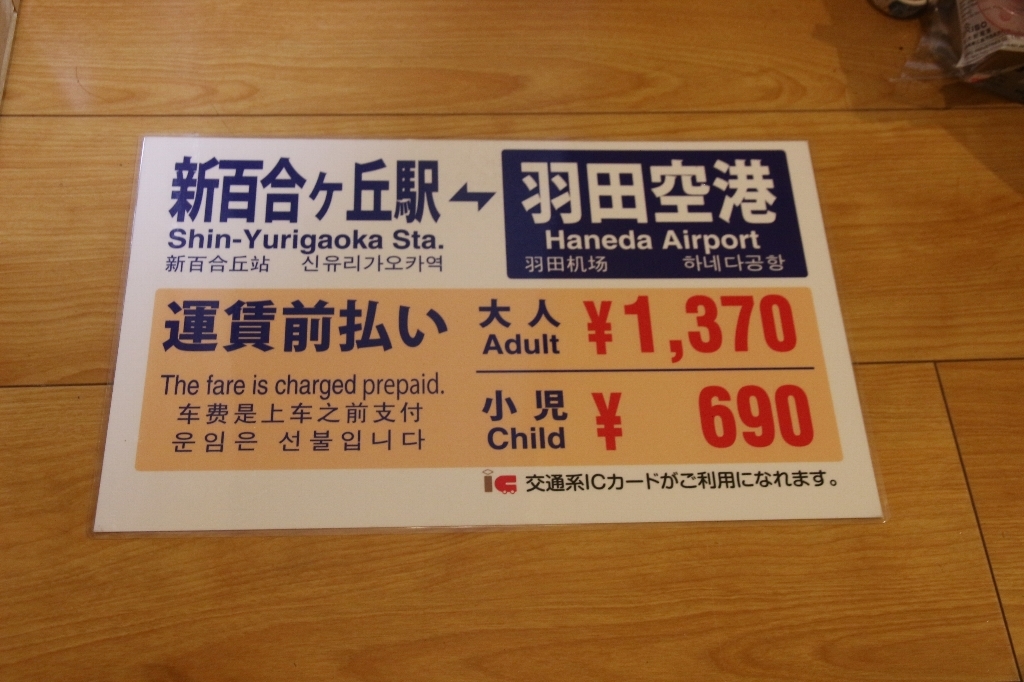 新百合ヶ丘駅
羽田空港
Shin-Yurigaoka Sta.
Haneda Airport
新百合丘站 신유리가오카역
羽田机场 하네다공항
運賃前払い
大人 ¥1,370
Adult
The fare is charged prepaid.
车费是上车之前支付
운임은 선불입니다
小児 ¥ 690
Child
ic 交通系ICカードがご利用になれます。